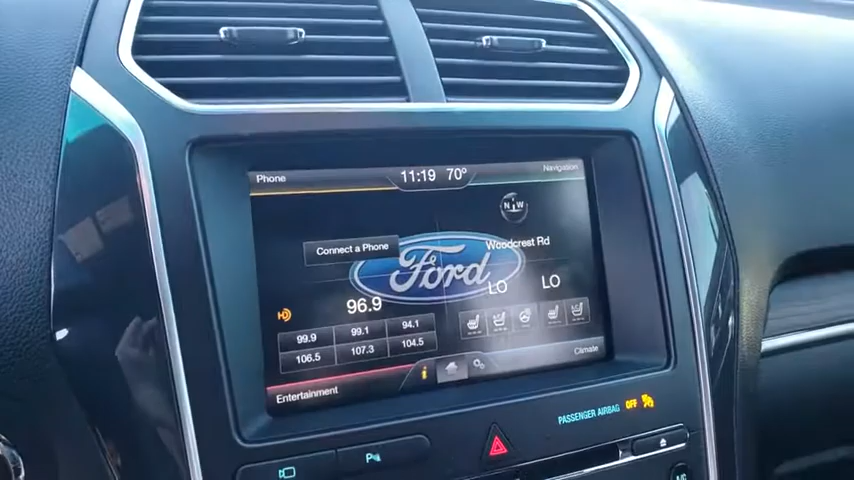 Phone
11:19 70°
Navigation
N W
Connect a Phone
Woodcrest Rd
Ford
LO
LO
96.9
99.9 99.1 94.1
106.5 107.3 104.5
Entertainment
i
Climate
PASSENGER AIRBAG OFF
A/C